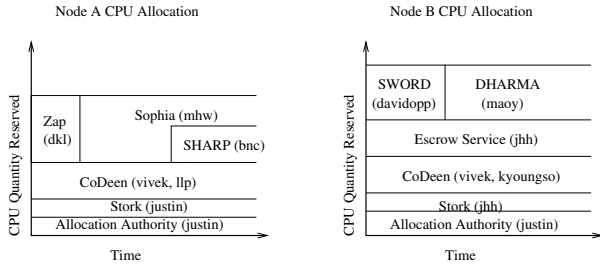 Node A CPU Allocation
CPU Quantity Reserved
Zap
(dkl)
Sophia (mhw)
SHARP (bnc)
CoDeen (vivek, llp)
Stork (justin)
Allocation Authority (justin)
Time
Node B CPU Allocation
CPU Quantity Reserved
SWORD
(davidopp)
DHARMA
(maoy)
Escrow Service (jhh)
CoDeen (vivek, kyoungso)
Stork (jhh)
Allocation Authority (justin)
Time